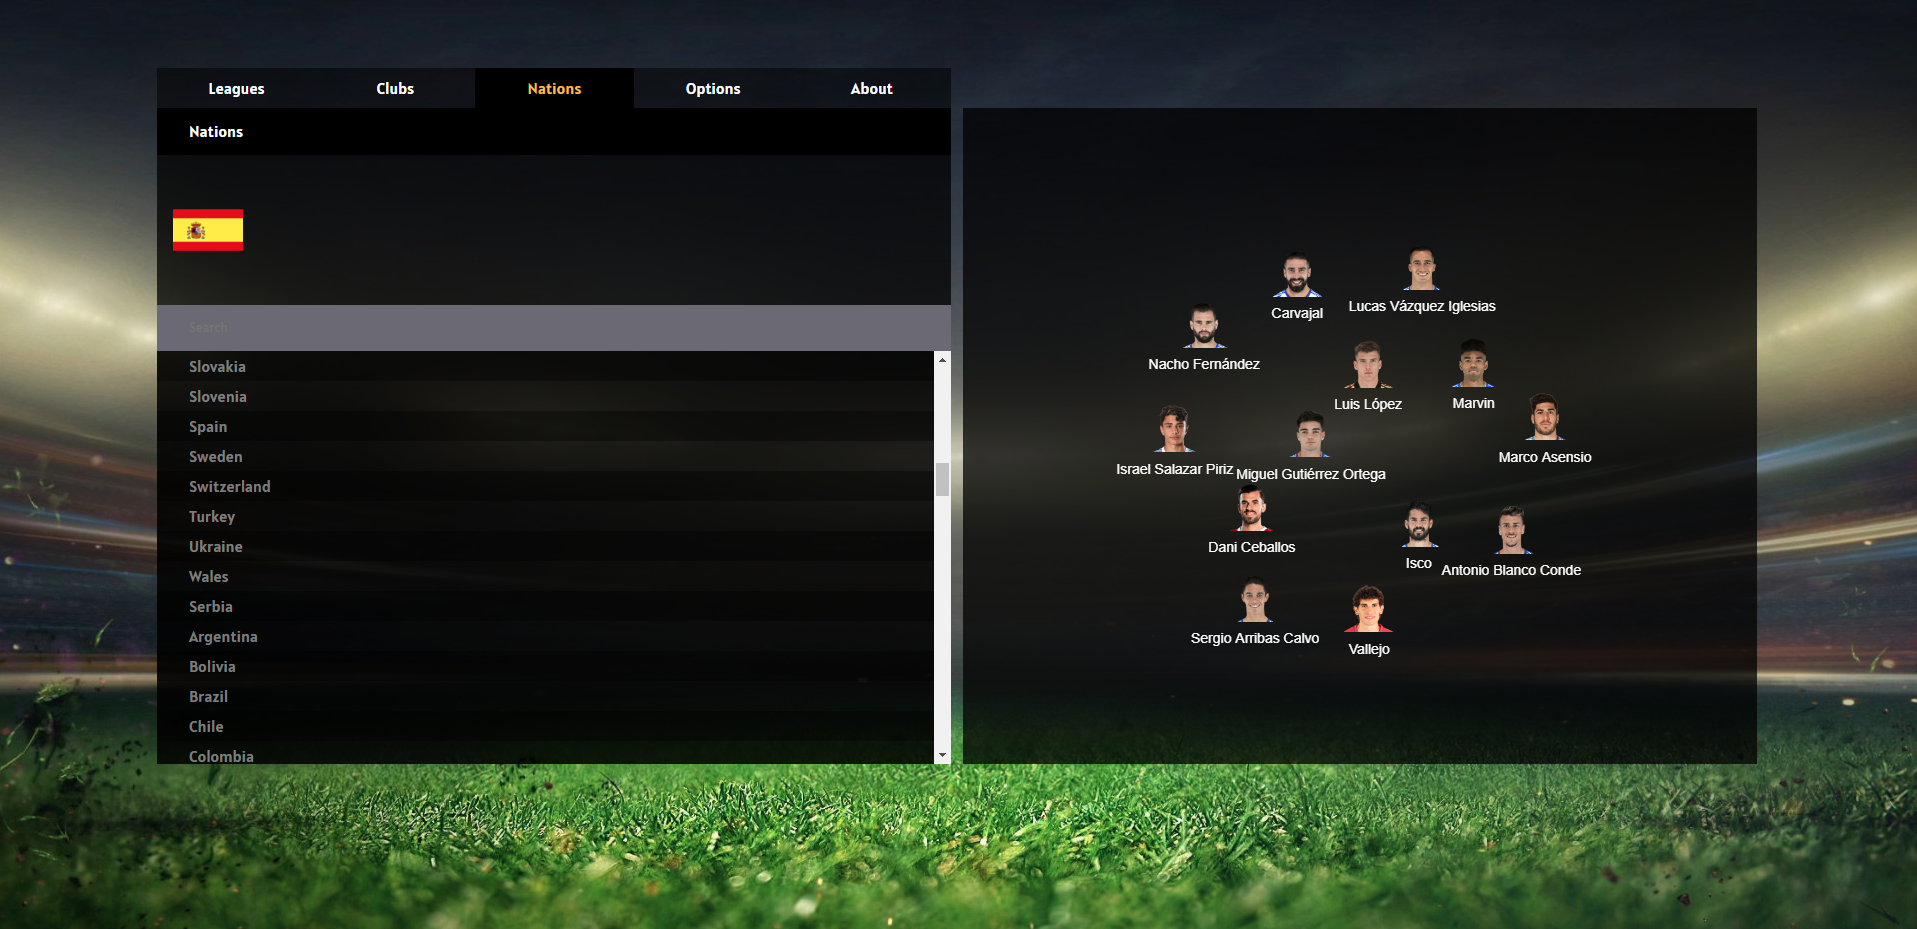 Leagues
Clubs
Nations
Options
About
Nations
Search
Slovakia
Slovenia
Spain
Sweden
Switzerland
Turkey
Ukraine
Wales
Serbia
Argentina
Bolivia
Brazil
Chile
Colombia
Carvajal
Lucas Vázquez Iglesias
Nacho Fernández
Luis López
Marvin
Marco Asensio
Israel Salazar Piriz
Miguel Gutiérrez Ortega
Dani Ceballos
Isco
Antonio Blanco Conde
Sergio Arribas Calvo
Vallejo